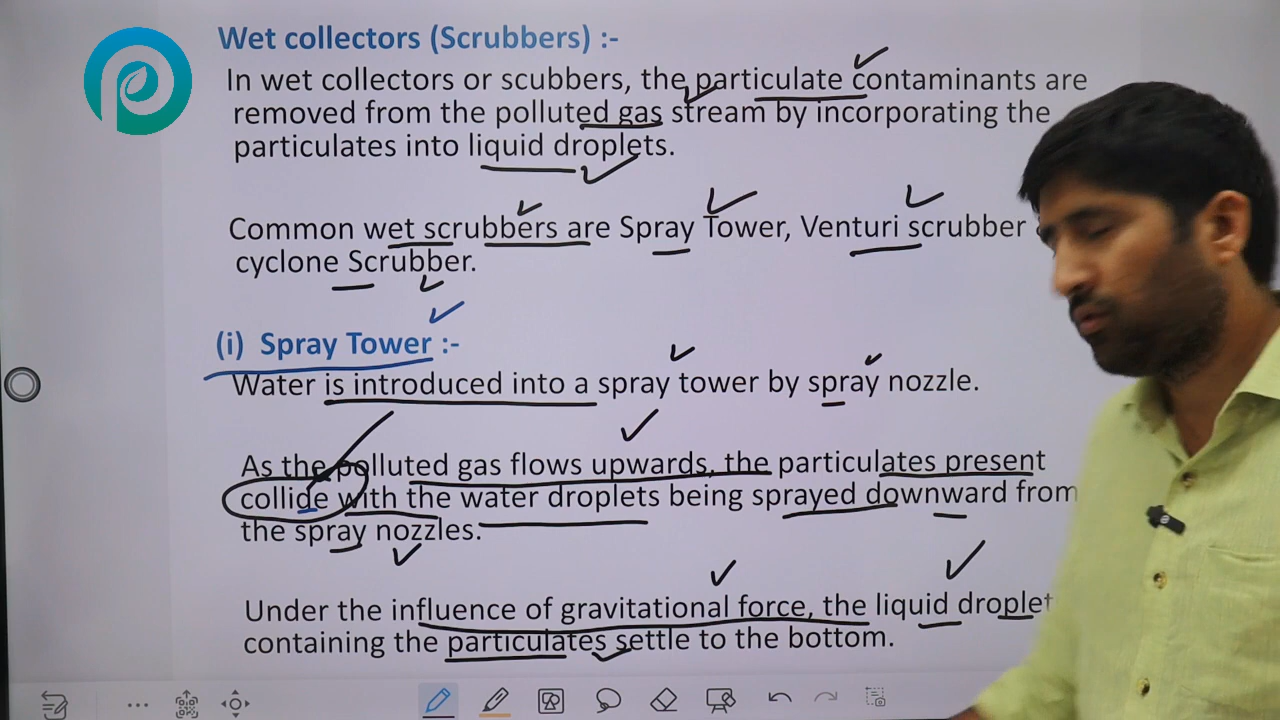 Wet collectors (Scrubbers) :-
In wet collectors or scubbers, the particulate contaminants are
removed from the polluted gas stream by incorporating the
particulates into liquid droplets.
Common wet scrubbers are Spray Tower, Venturi scrubber
cyclone Scrubber.
(i) Spray Tower :-
Water is introduced into a spray tower by spray nozzle.
As the polluted gas flows upwards, the particulates present
collide with the water droplets being sprayed downward from
the spray nozzles.
Under the influence of gravitational force, the liquid droplet
containing the particulates settle to the bottom.